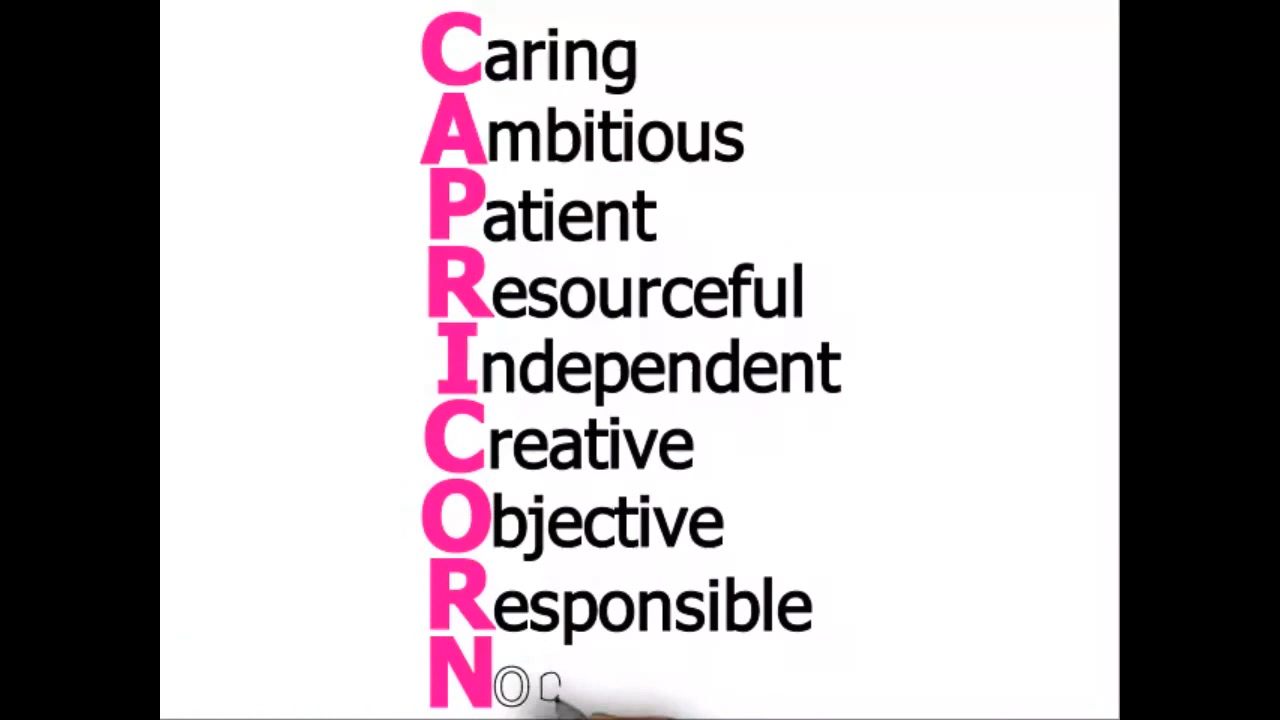 Caring
Ambitious
Patient
Resourceful
Independent
Creative
Objective
Responsible